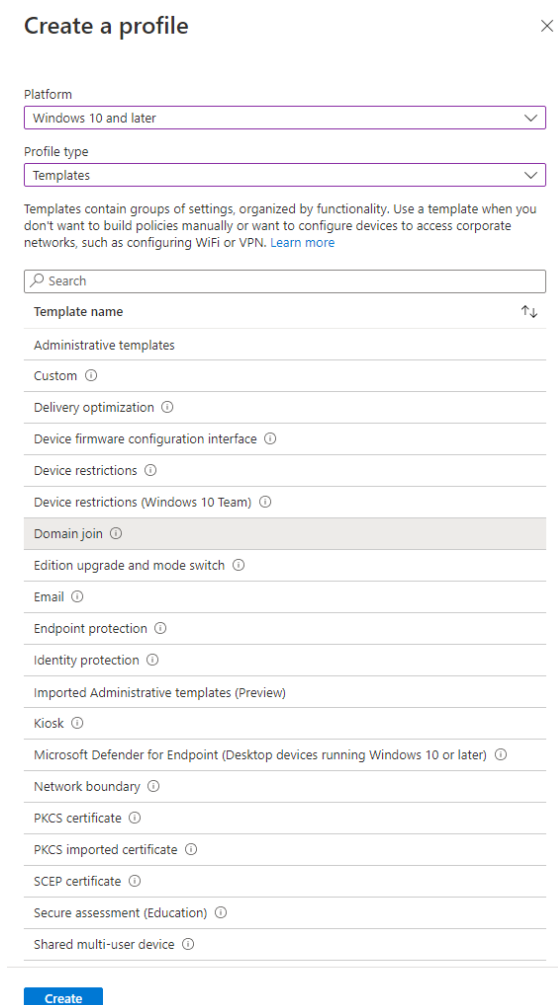 Create a profile
Platform
Windows 10 and later
Profile type
Templates
Templates contain groups of settings, organized by functionality. Use a template when you
don't want to build policies manually or want to configure devices to access corporate
networks, such as configuring WiFi or VPN. Learn more
Search
Template name
Administrative templates
Custom
Delivery optimization
Device firmware configuration interface
Device restrictions
Device restrictions (Windows 10 Team)
Domain join
Edition upgrade and mode switch
Email
Endpoint protection
Identity protection
Imported Administrative templates (Preview)
Kiosk
Microsoft Defender for Endpoint (Desktop devices running Windows 10 or later)
Network boundary
PKCS certificate
PKCS imported certificate
SCEP certificate
Secure assessment (Education)
Shared multi-user device
Create